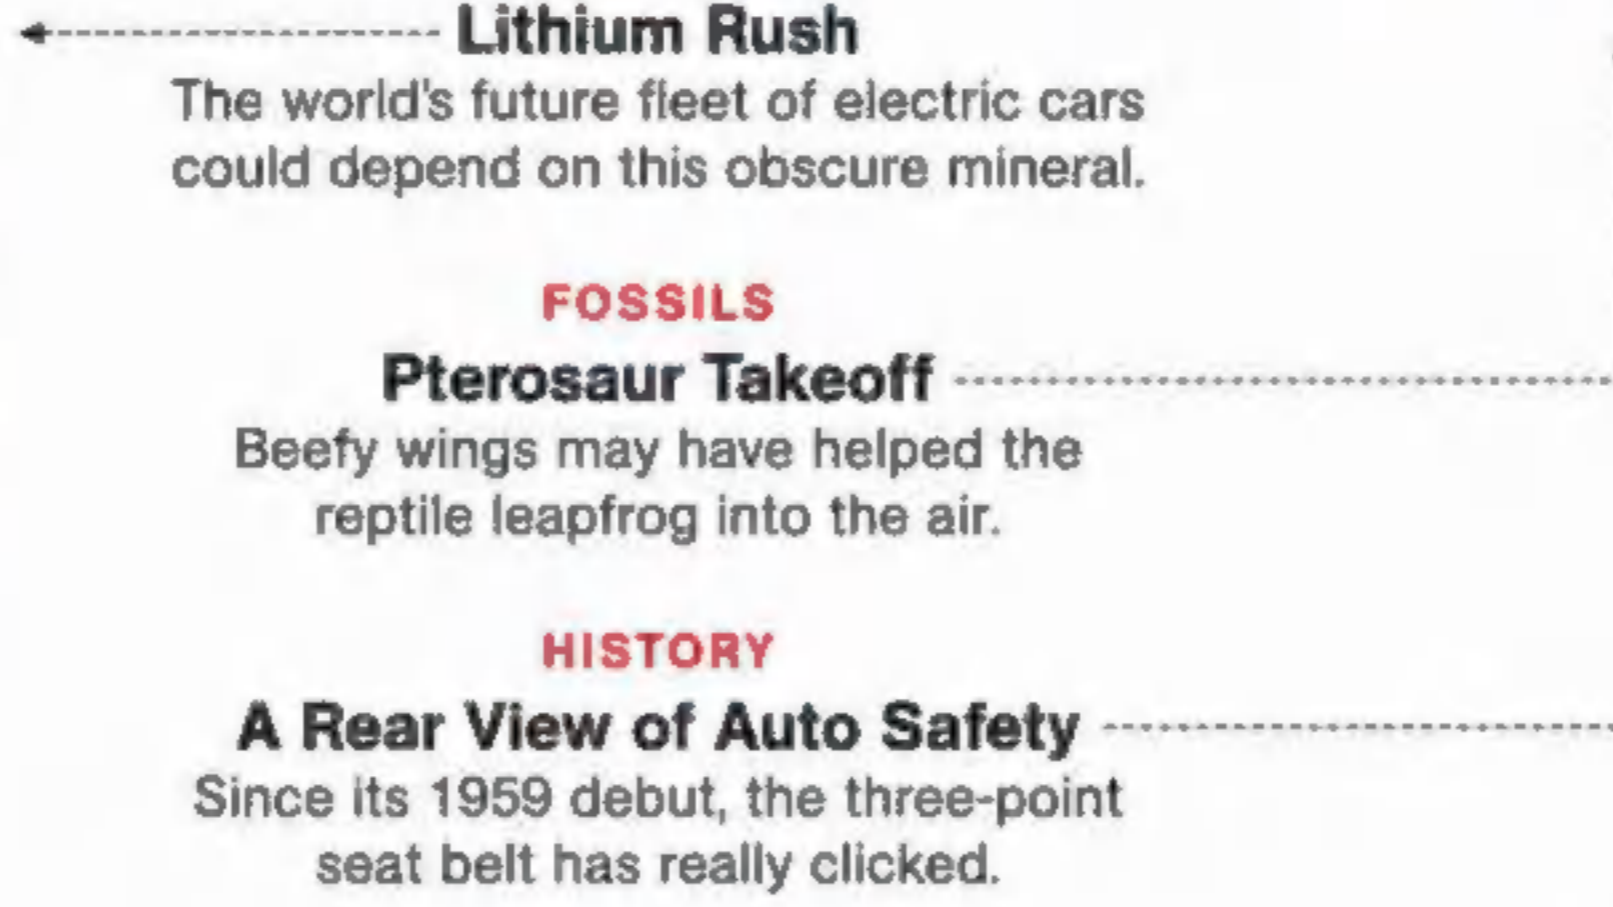 Lithium Rush
The world's future fleet of electric cars
could depend on this obscure mineral.
FOSSILS
Pterosaur Takeoff
Beefy wings may have helped the
reptile leapfrog into the air.
HISTORY
A Rear View of Auto Safety
Since its 1959 debut, the three-point
seat belt has really clicked.